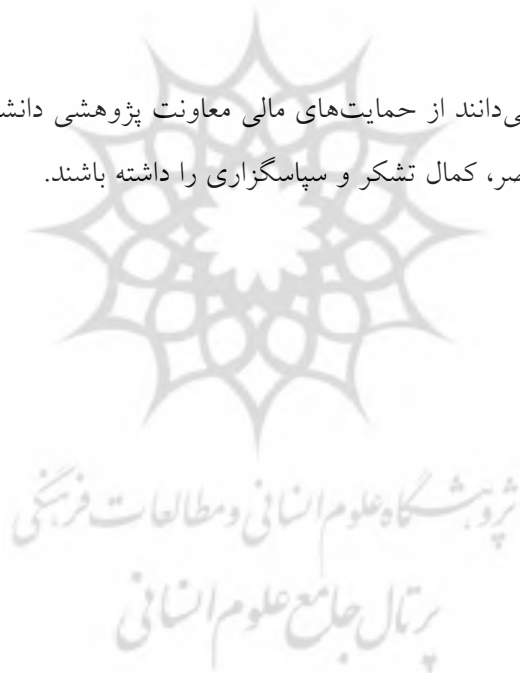 می‌دانند از حمایت‌های مالی معاونت پژوهشی
صر، کمال تشکر و سپاسگزاری را داشته باشند.
پژوهشگاه علوم انسانی و مطالعات فرهنگی
پرتال جامع علوم انسانی